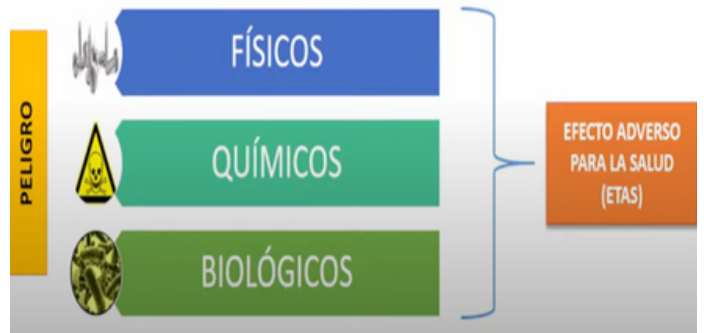 PELIGRO
FÍSICOS
QUÍMICOS
BIOLÓGICOS
EFECTO ADVERSO
PARA LA SALUD
(ETAS)